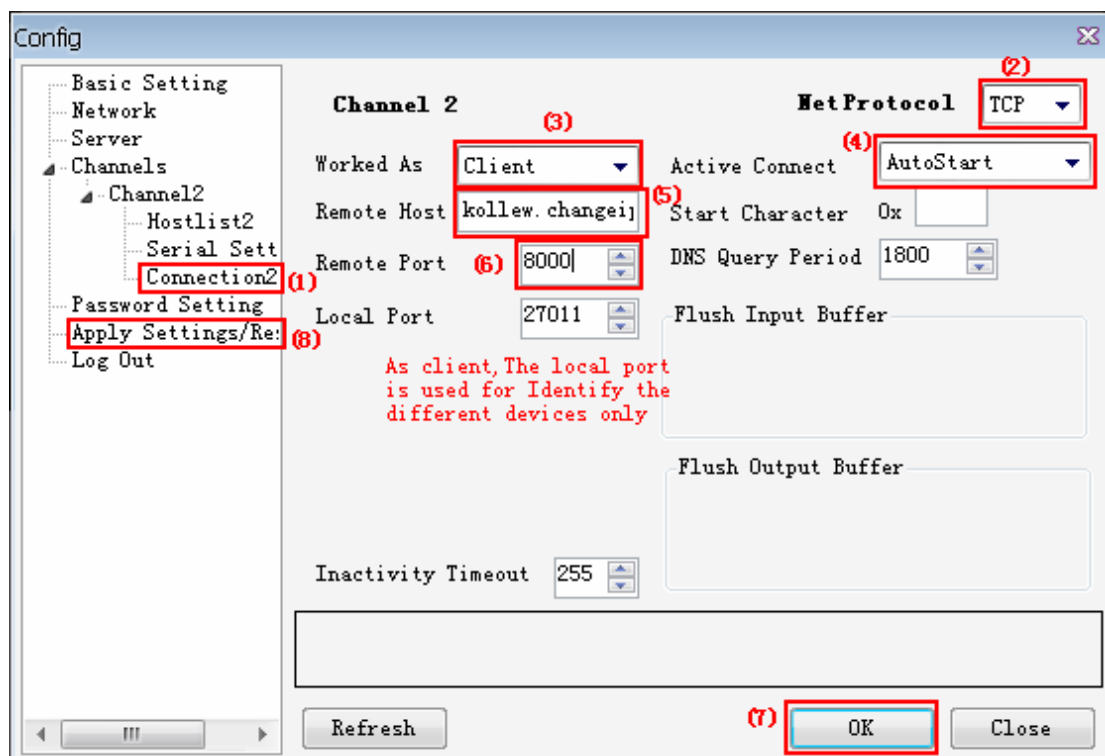 Config
Basic Setting
Network
Server
Channels
Channel2
Hostlist2
Serial Sett
Connection2
(1)
Password Setting
Apply Settings/Re
(8)
Log Out
Channel 2
NetProtocol
(2)
TCP
Worked As
(3)
Client
Active Connect
(4)
AutoStart
Remote Host
kollew.changei
(5)
Start Character 0x
Remote Port
(6)
8000
DNS Query Period
1800
Local Port
27011
As client,The local port
is used for Identify the
different devices only
Flush Input Buffer
Flush Output Buffer
Inactivity Timeout
255
Refresh
(7)
OK
Close